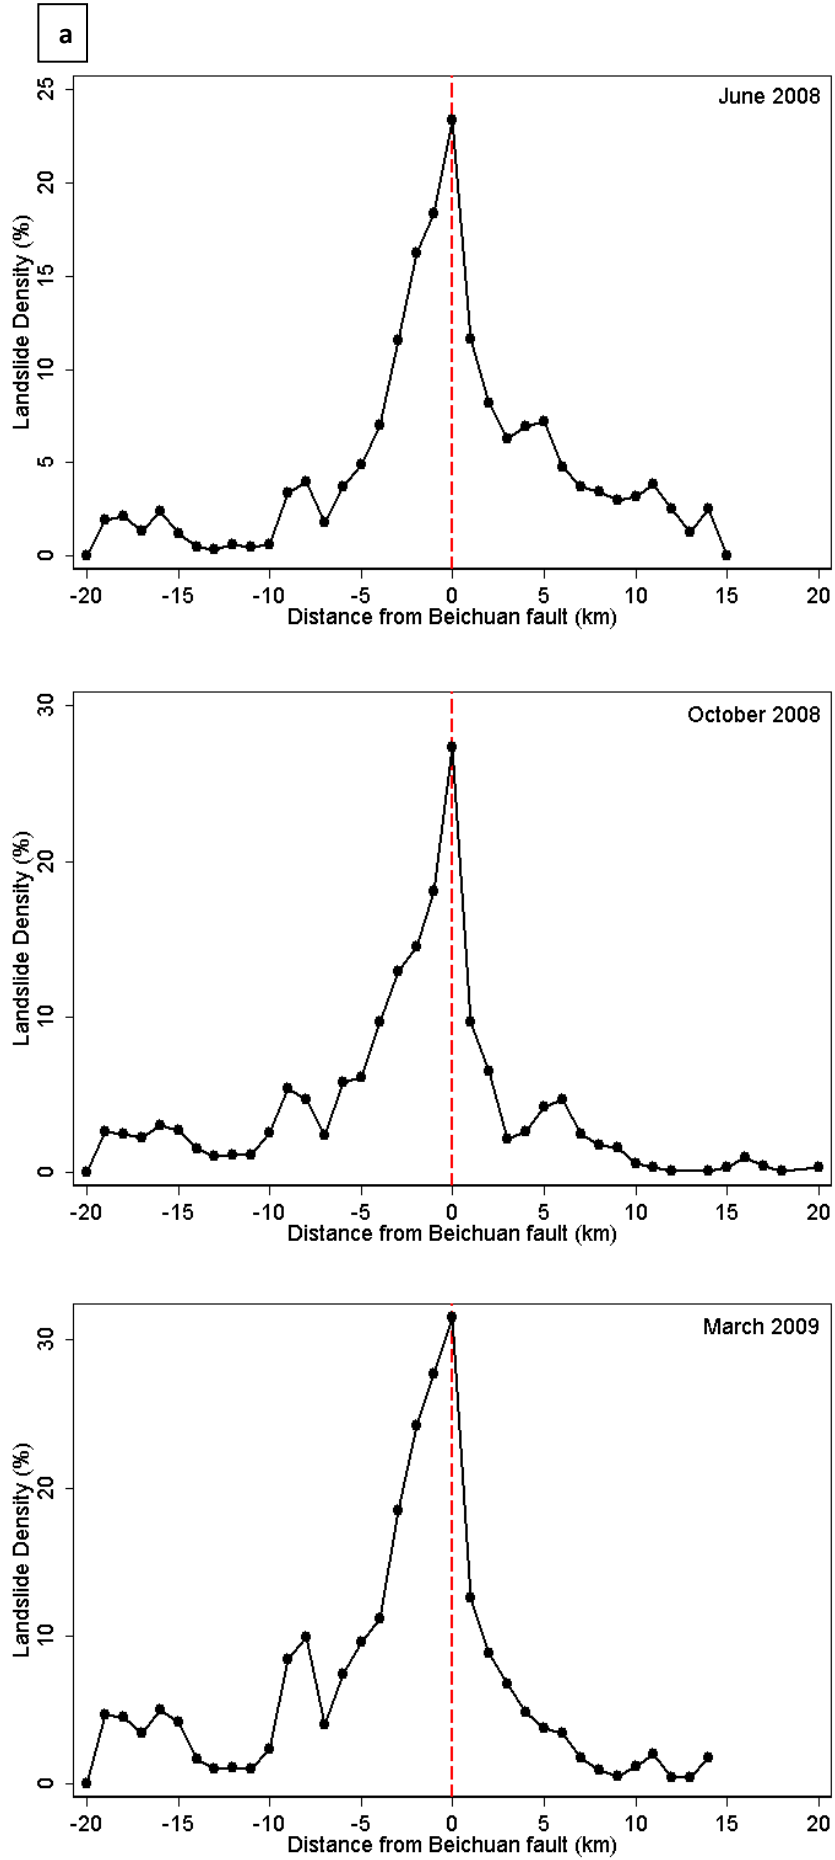 a
June 2008
Landslide Density (%)
25
20
15
10
5
0
-20 -15 -10 -5 0 5 10 15 20
Distance from Beichuan fault (km)
October 2008
Landslide Density (%)
30
20
10
0
-20 -15 -10 -5 0 5 10 15 20
Distance from Beichuan fault (km)
March 2009
Landslide Density (%)
30
20
10
0
-20 -15 -10 -5 0 5 10 15 20
Distance from Beichuan fault (km)